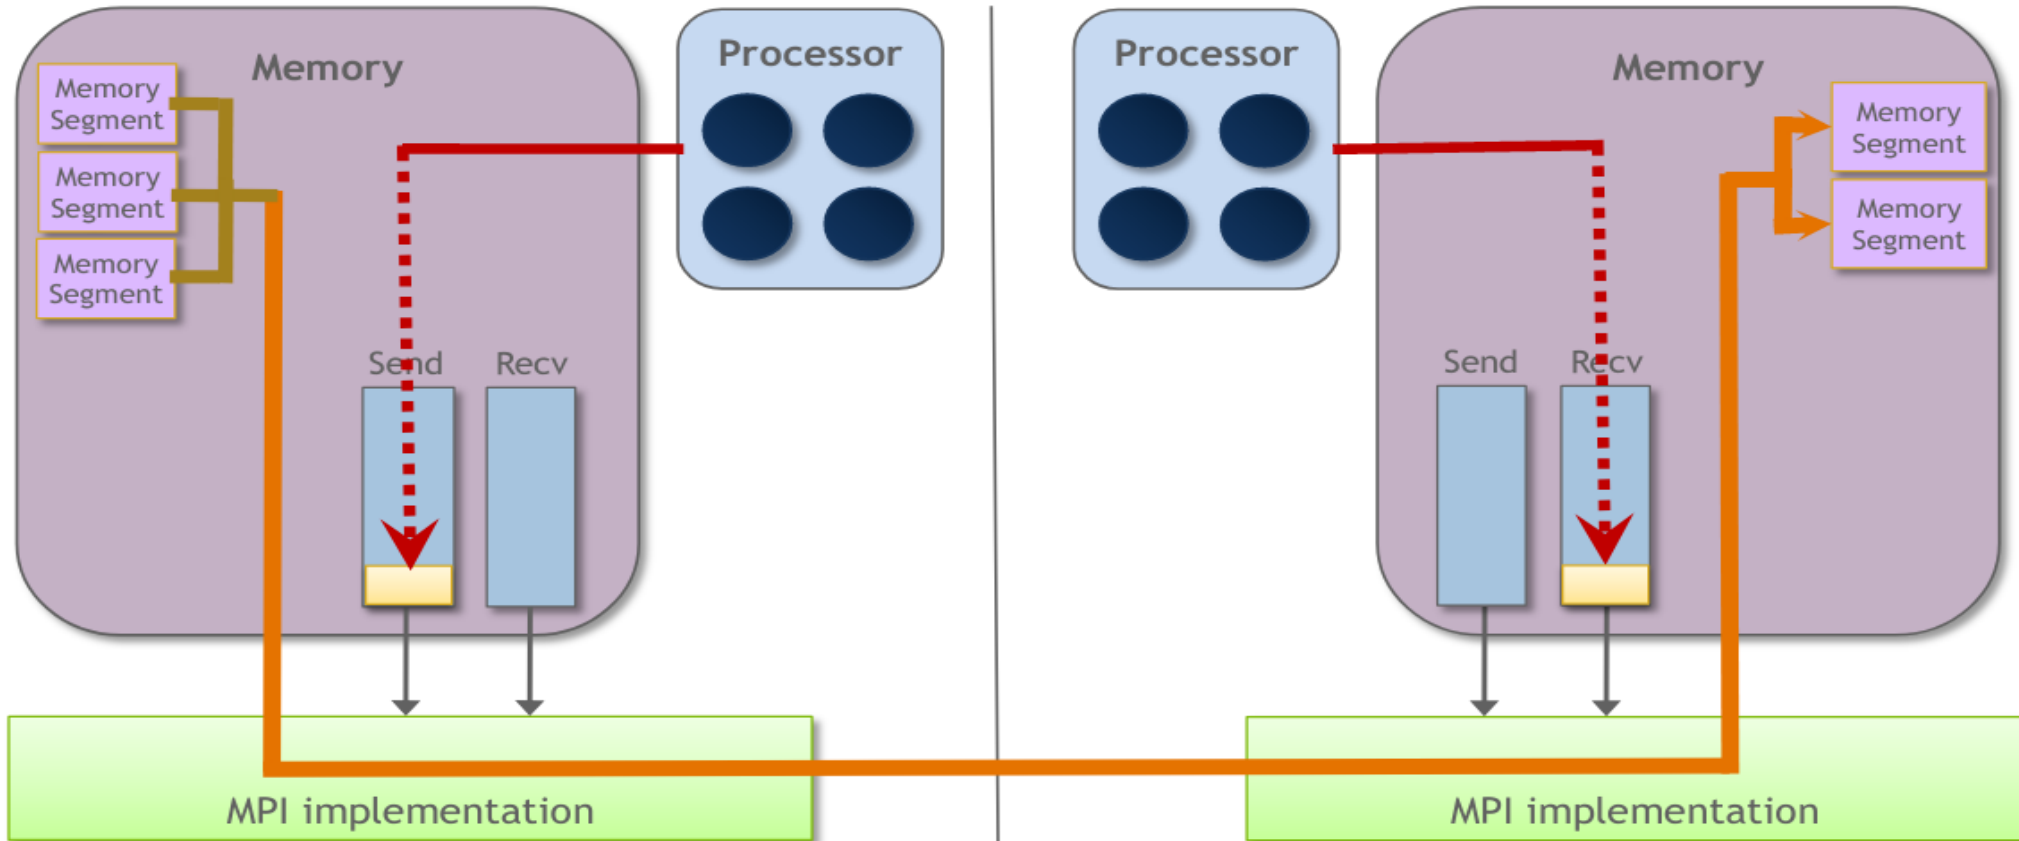 Memory
Memory
Segment
Memory
Segment
Memory
Segment
Processor
Send
Recv
MPI implementation
Processor
Memory
Memory
Segment
Memory
Segment
Send
Recv
MPI implementation